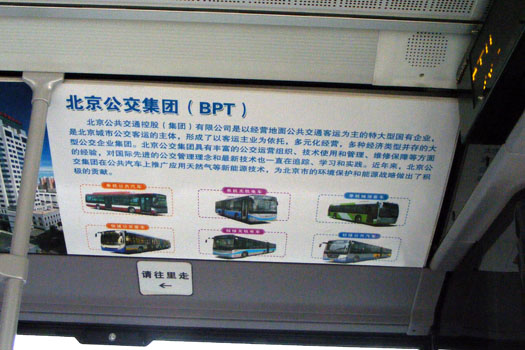 北京公交集团（BPT）
北京公共交通控股（集团）有限公司是以经营地面公共交通客运为主的特大型国有企业，
是北京城市公交客运的主体，形成了以客运主业为依托，多元化经营，多种经济类型并存的大
型公交企业集团。北京公交集团具有丰富的公交运营组织、技术使用和管理、维修保障等方面
的经验，对国际先进的公交管理理念和最新技术也一直在追踪、学习和实践。近年来，北京公
交集团在公共汽车上推广应用天然气等新能源技术，为北京市的环境保护和能源战略做出了积
极的贡献。
请往里走
←